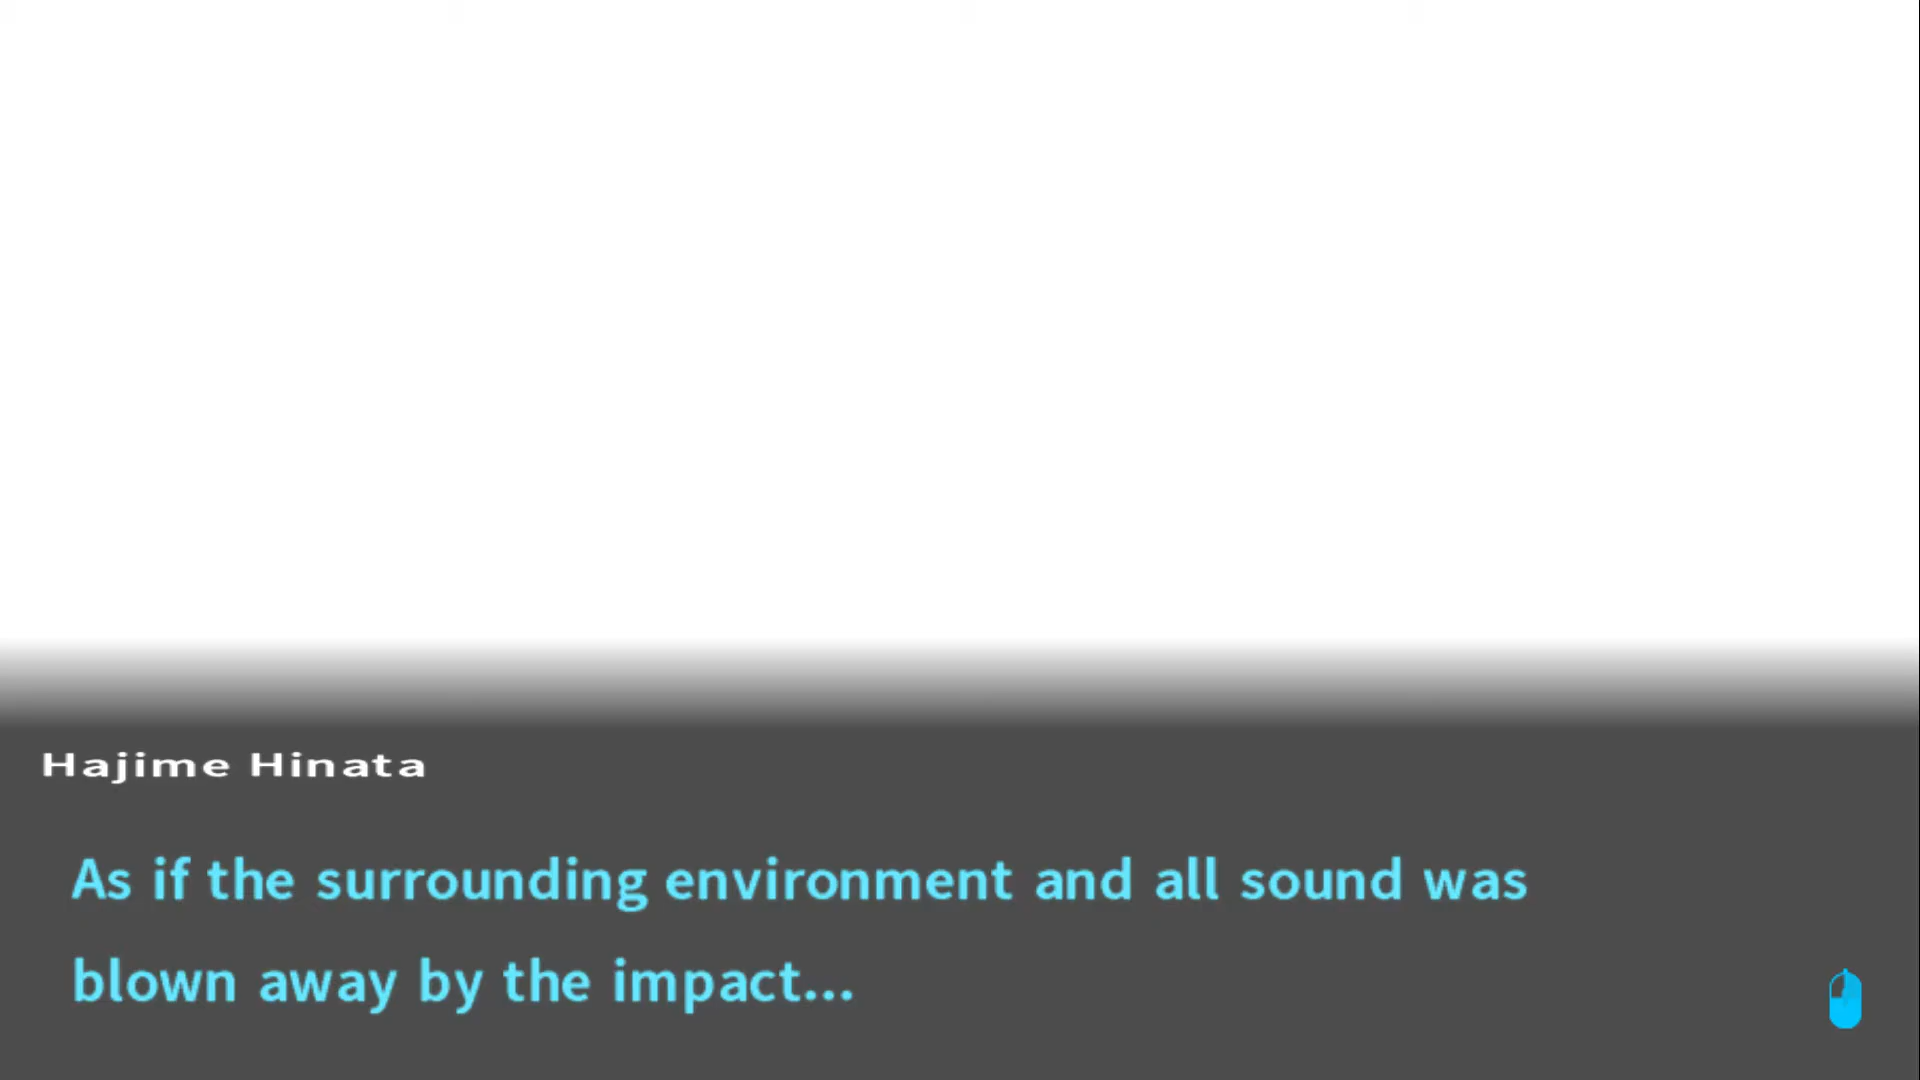 Hajime Hinata
As if the surrounding environment and all sound was
blown away by the impact...